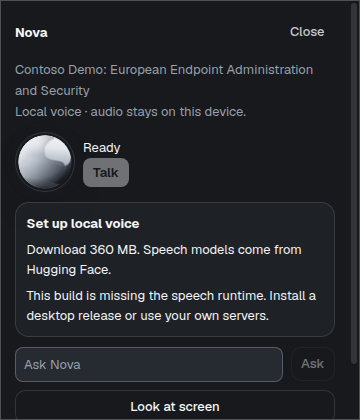 Nova
Close
Contoso Demo: European Endpoint Administration
and Security
Local voice · audio stays on this device.
Ready
Talk
Set up local voice
Download 360 MB. Speech models come from
Hugging Face.
This build is missing the speech runtime. Install a
desktop release or use your own servers.
Ask Nova
Ask
Look at screen